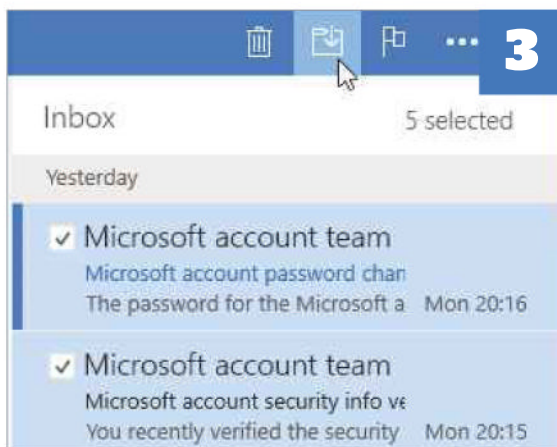 3
Inbox 5 selected
Yesterday
Microsoft account team
Microsoft account password chan
The password for the Microsoft a Mon 20:16
Microsoft account team
Microsoft account security info ve
You recently verified the security Mon 20:15